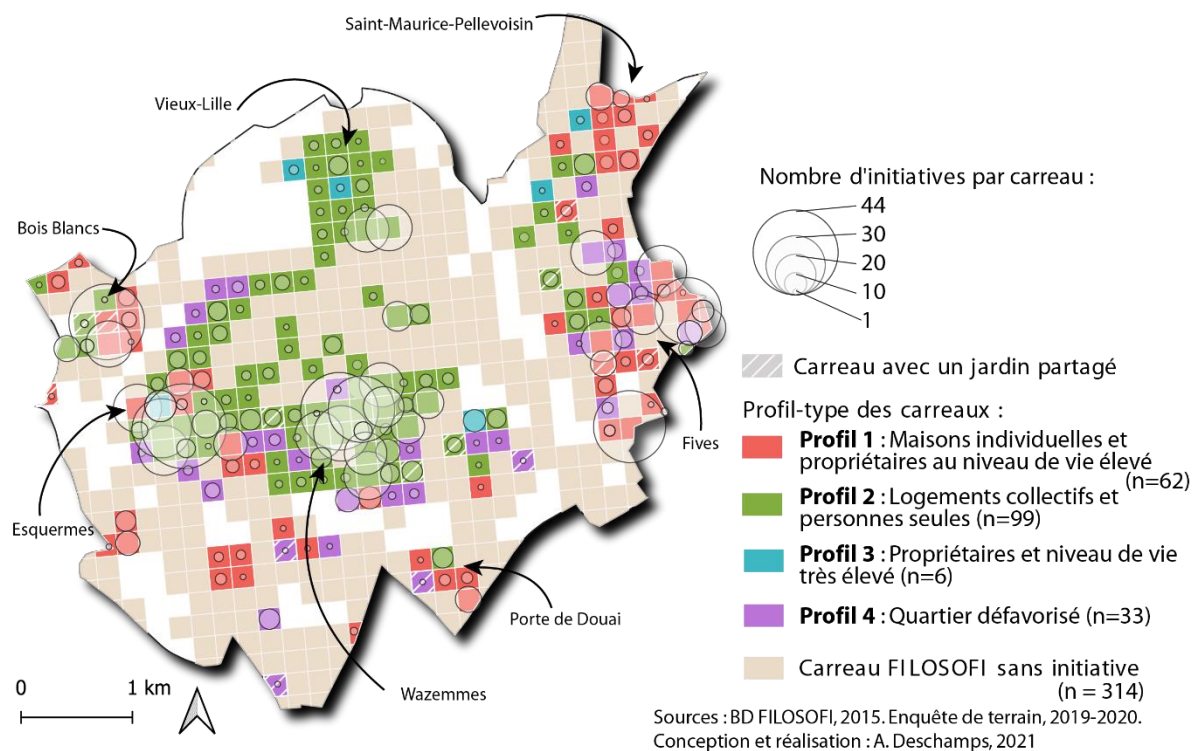 Saint-Maurice-Pellevoisin
Vieux-Lille
Bois Blancs
Esquermes
Wazemmes
Porte de Douai
Fives
0 1 km
Nombre d'initiatives par carreau :
44
30
20
10
1
Carreau avec un jardin partagé
Profil-type des carreaux :
Profil 1 : Maisons individuelles et
propriétaires au niveau de vie élevé
(n=62)
Profil 2 : Logements collectifs et
personnes seules (n=99)
Profil 3 : Propriétaires et niveau de vie
très élevé (n=6)
Profil 4 : Quartier défavorisé (n=33)
Carreau FILOSOFI sans initiative
(n = 314)
Sources : BD FILOSOFI, 2015. Enquête de terrain, 2019-2020.
Conception et réalisation : A. Deschamps, 2021